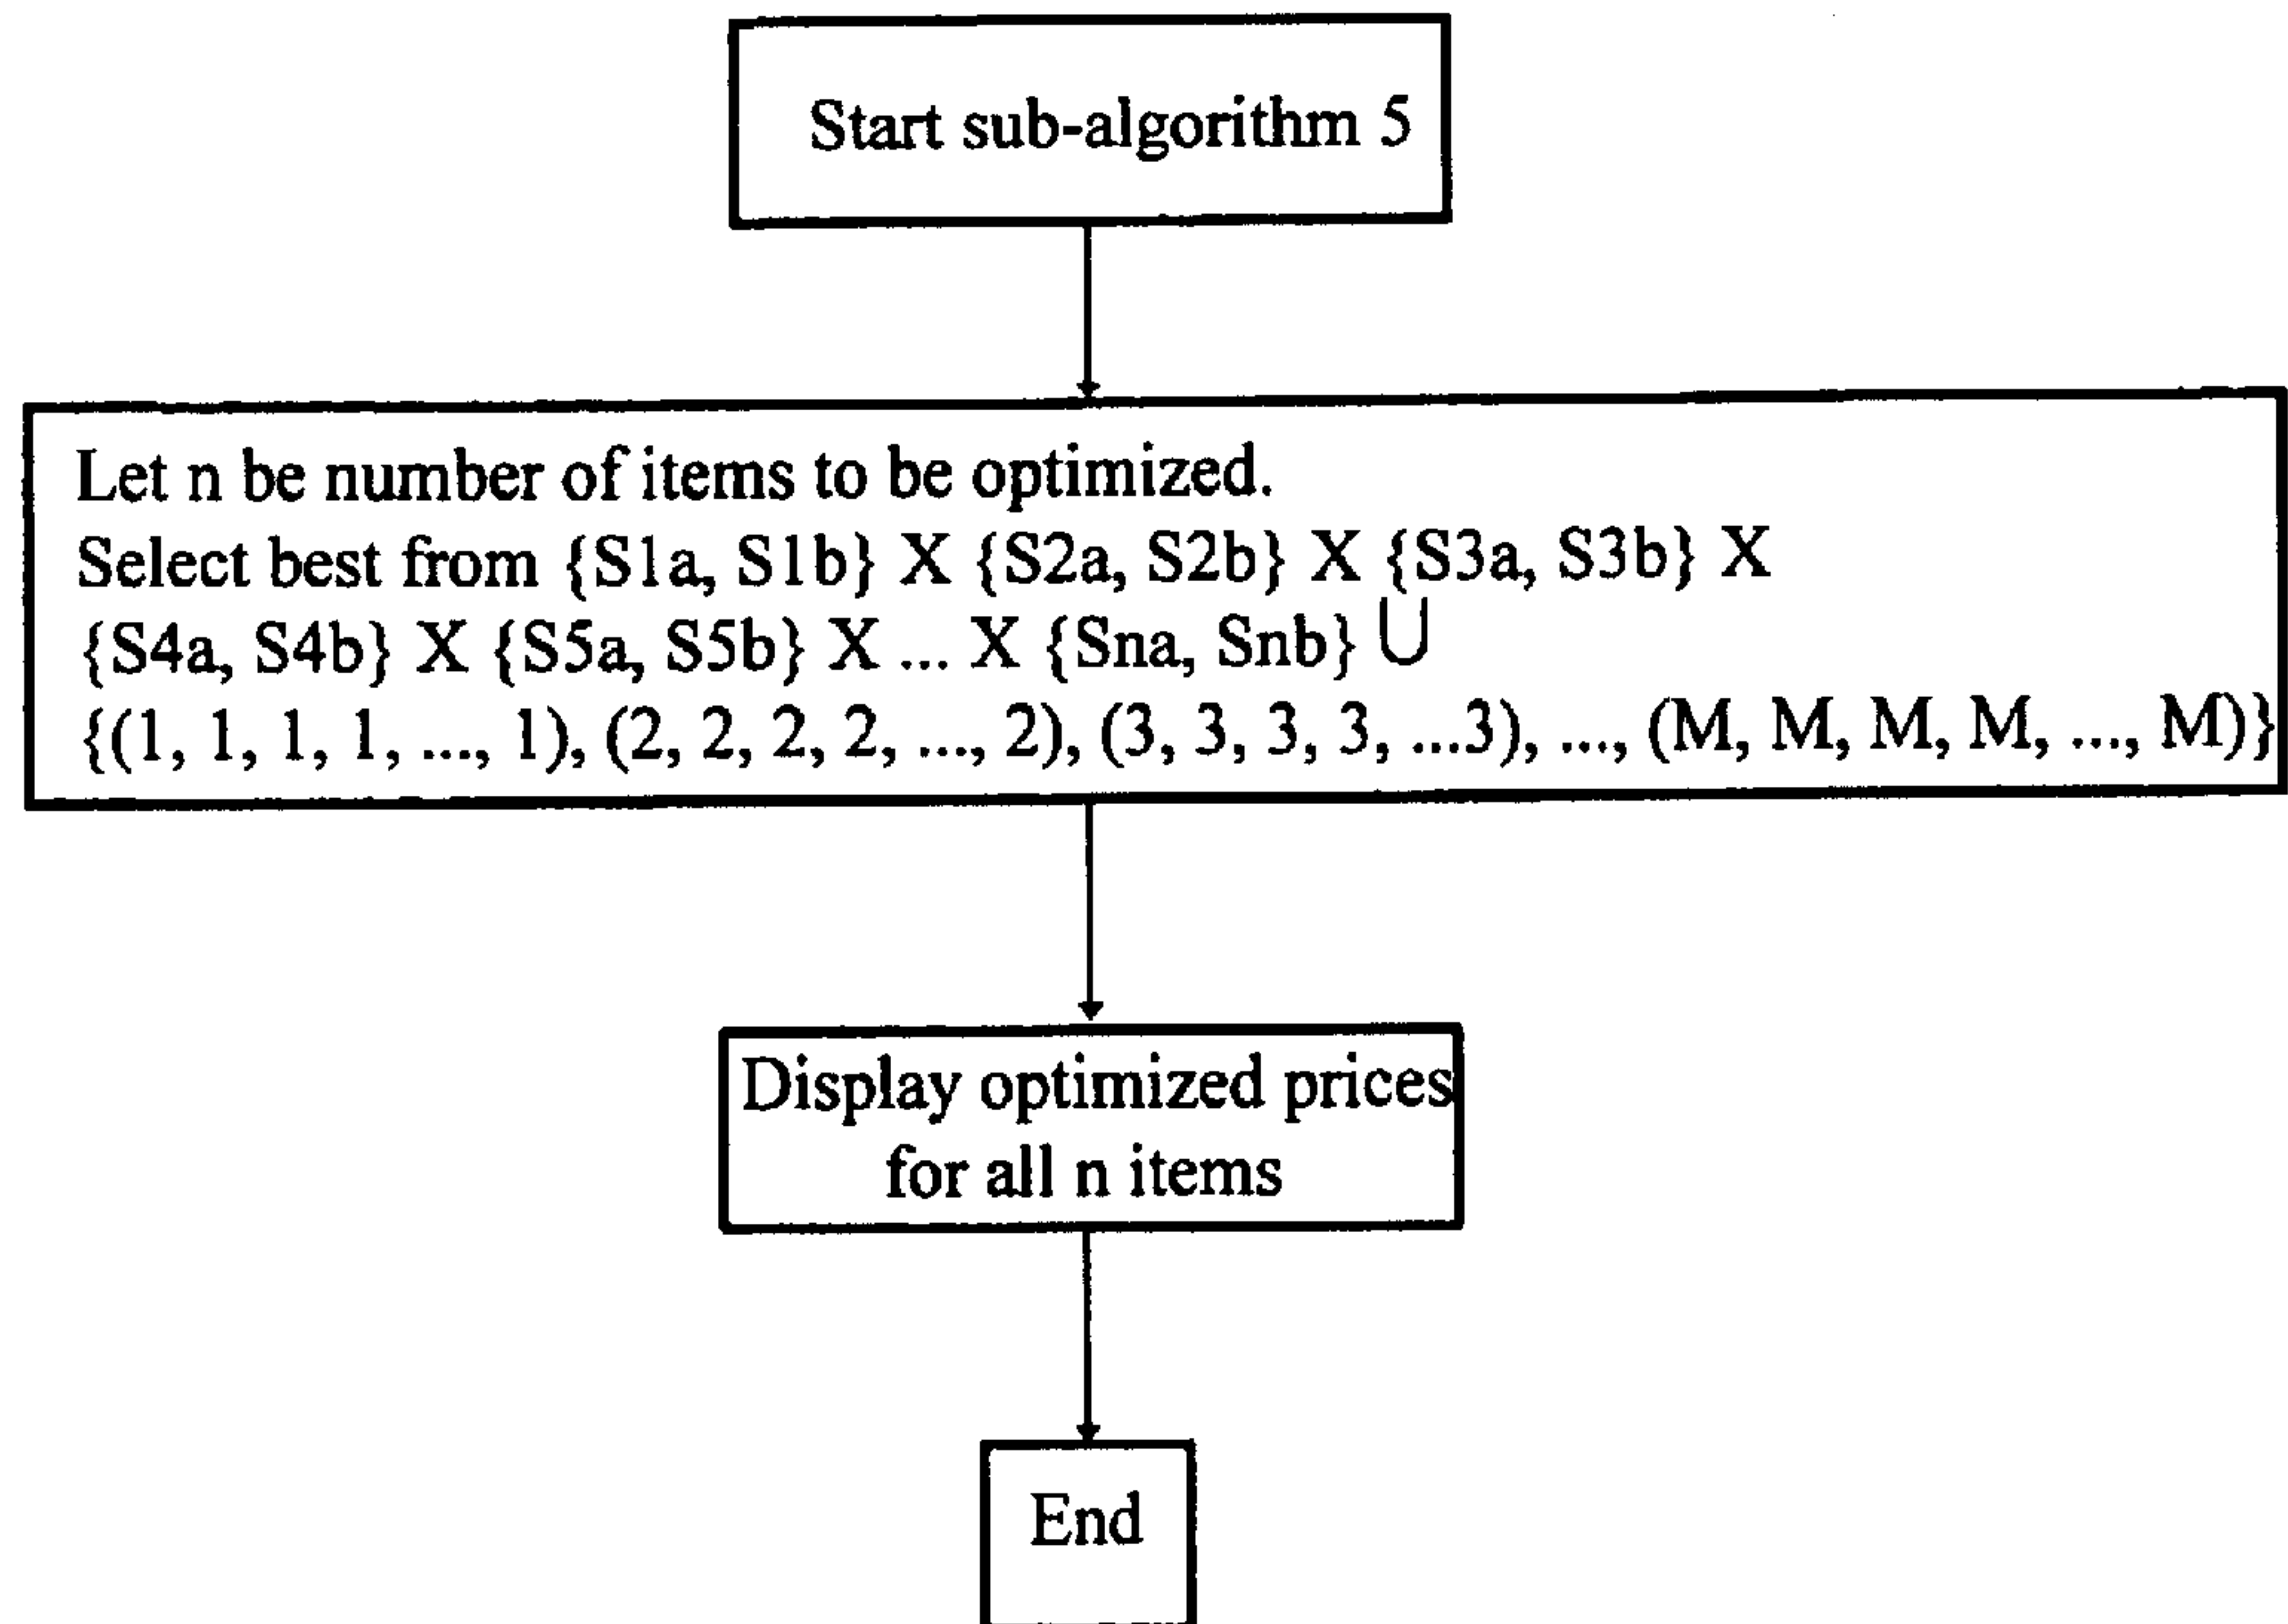 Start sub-algorithm 5
Let n be number of items to be optimized.
Select best from {S1a, S1b} X {S2a, S2b} X {S3a, S3b} X
{S4a, S4b} X {S5a, S5b} X ... X {Sna, Snb} ∪
{(1, 1, 1, 1, ..., 1), (2, 2, 2, 2, ..., 2), (3, 3, 3, 3, ...3), ..., (M, M, M, M, ..., M)}
Display optimized prices
for all n items
End